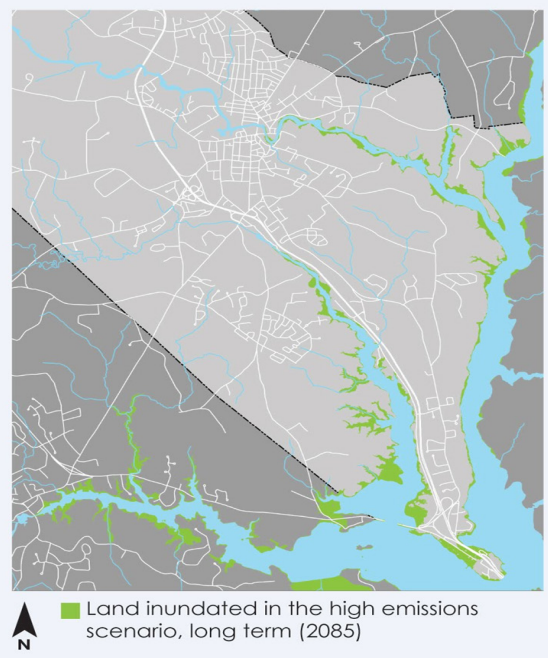 Land inundated in the high emissions
scenario, long term (2085)
N